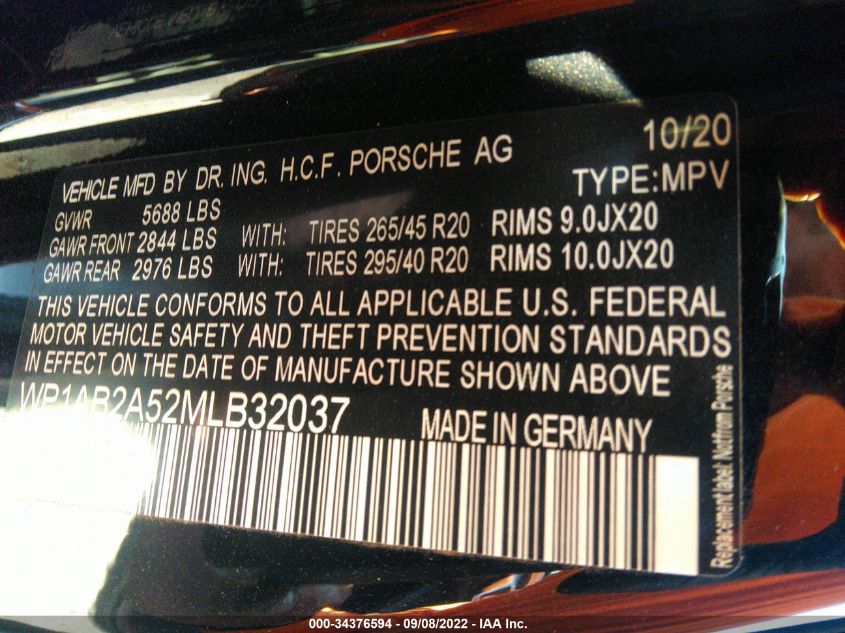 10/20
VEHICLE MFD BY DR. ING. H.C.F. PORSCHE AG
TYPE:MPV
GVWR 5688 LBS
GAWR FRONT 2844 LBS WITH: TIRES 265/45 R20 RIMS 9.0JX20
GAWR REAR 2976 LBS WITH: TIRES 295/40 R20 RIMS 10.0JX20
THIS VEHICLE CONFORMS TO ALL APPLICABLE U.S. FEDERAL
MOTOR VEHICLE SAFETY AND THEFT PREVENTION STANDARDS
IN EFFECT ON THE DATE OF MANUFACTURE SHOWN ABOVE
WP1AB2A52MLB32037
MADE IN GERMANY
Replacement label: Notfrom Porsche
000-34376594 - 09/08/2022 - IAA Inc.